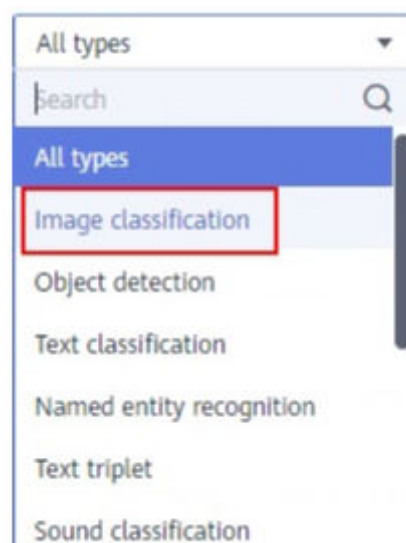 All types
Search
All types
Image classification
Object detection
Text classification
Named entity recognition
Text triplet
Sound classification